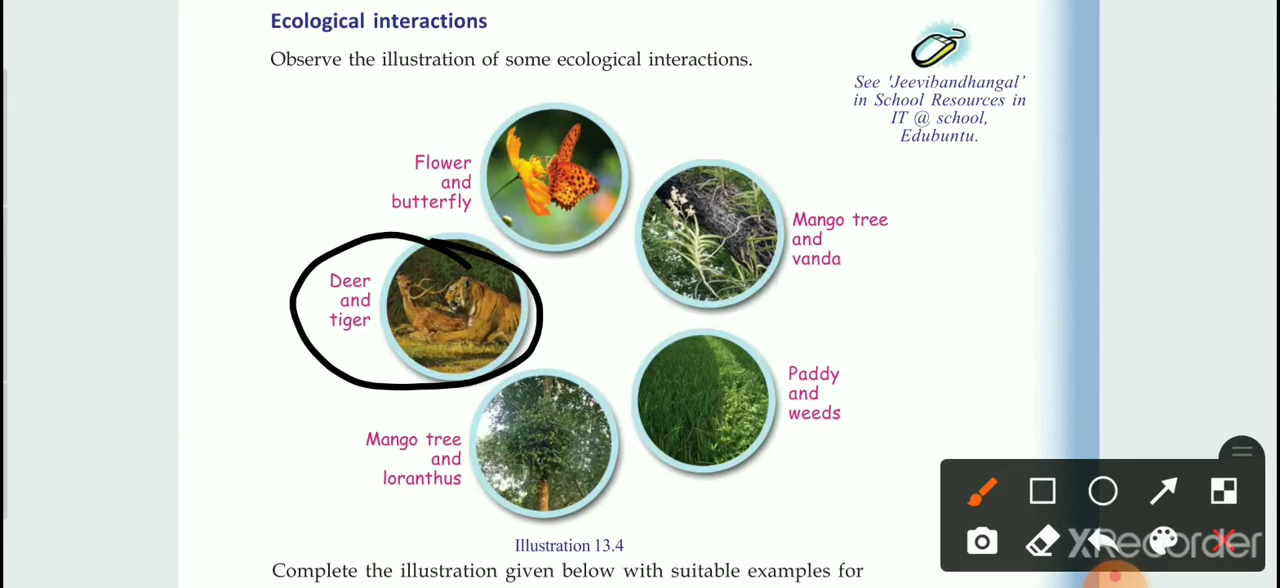 Ecological interactions
Observe the illustration of some ecological interactions.
See 'Jeevibandhangal'
in School Resources in
IT @ school,
Edubuntu.
Flower
and
butterfly
Mango tree
and
vanda
Deer
and
tiger
Paddy
and
weeds
Mango tree
and
loranthus
Illustration 13.4
Complete the illustration given below with suitable examples for
XRecorder